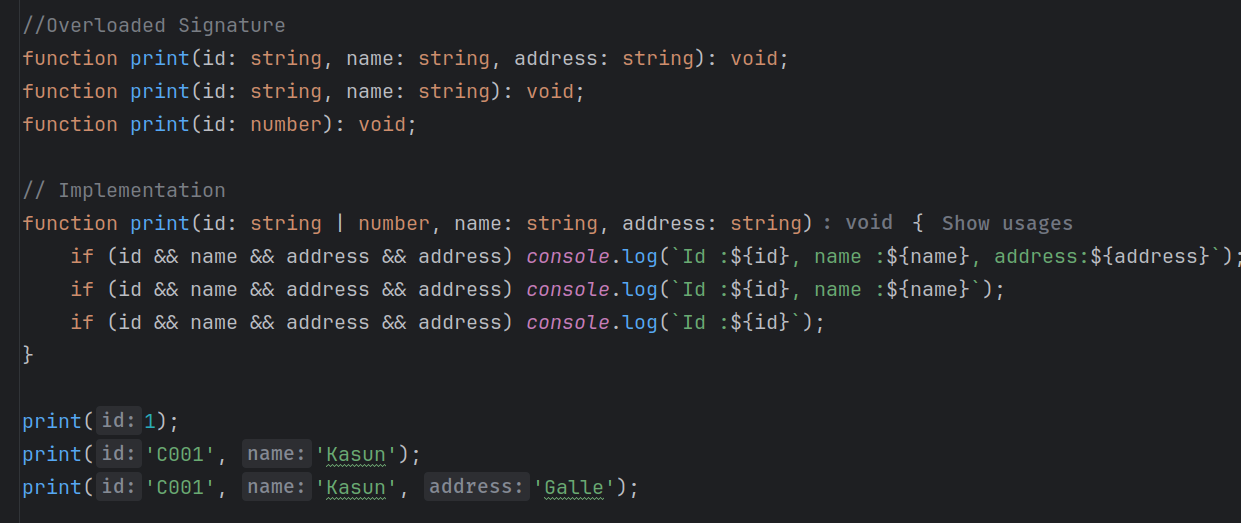 //Overloaded Signature
function print(id: string, name: string, address: string): void;
function print(id: string, name: string): void;
function print(id: number): void;
// Implementation
function print(id: string | number, name: string, address: string) : void { Show usages
if (id && name && address && address) console.log(`Id :${id}, name :${name}, address:${address}`);
if (id && name && address && address) console.log(`Id :${id}, name :${name}`);
if (id && name && address && address) console.log(`Id :${id}`);
}
print( id: 1);
print( id: 'C001', name: 'Kasun');
print( id: 'C001', name: 'Kasun', address: 'Galle');